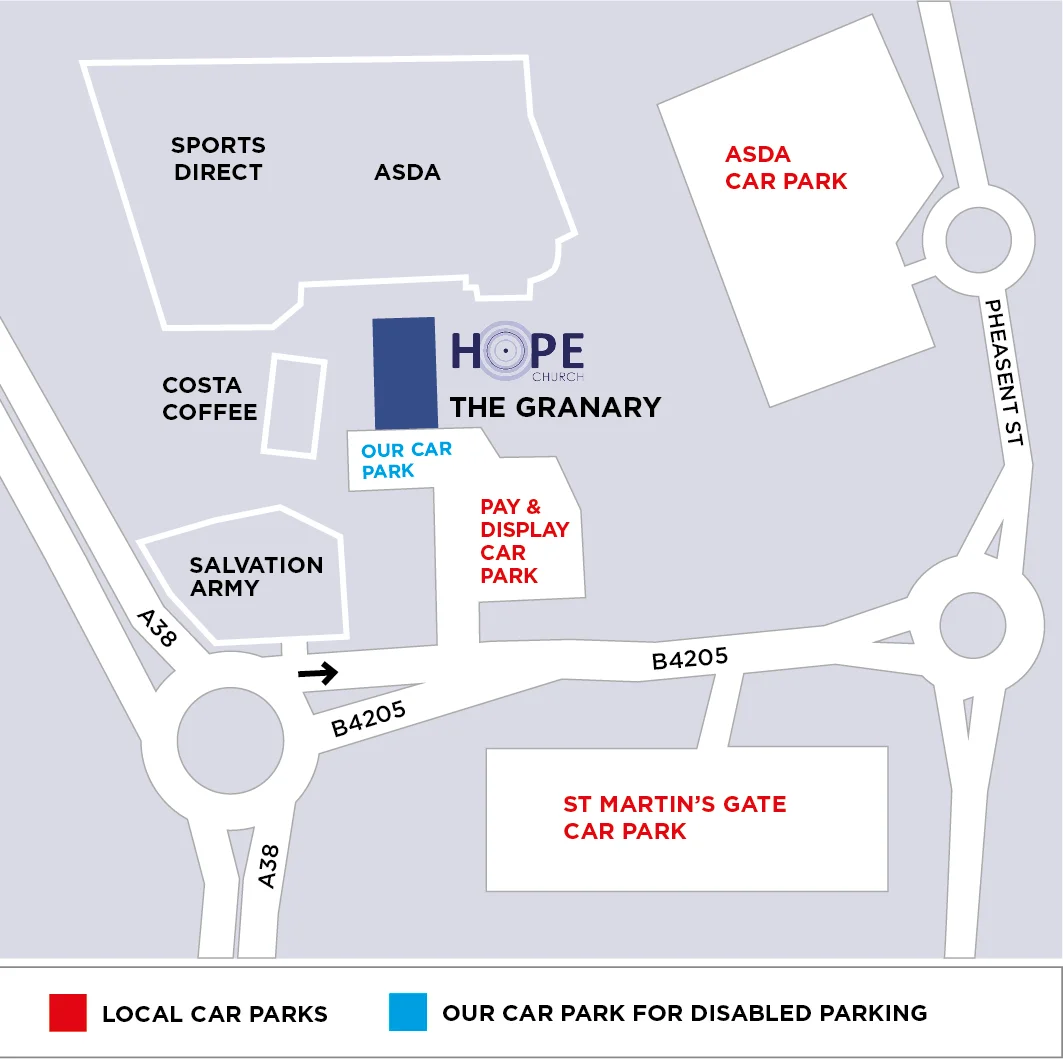 SPORTS
DIRECT
ASDA
ASDA
CAR PARK
HOPE
CHURCH
THE GRANARY
COSTA
COFFEE
OUR CAR
PARK
PHEASENT ST
PAY &
DISPLAY
CAR
PARK
SALVATION
ARMY
A38
B4205
B4205
ST MARTIN’S GATE
CAR PARK
A38
LOCAL CAR PARKS
OUR CAR PARK FOR DISABLED PARKING